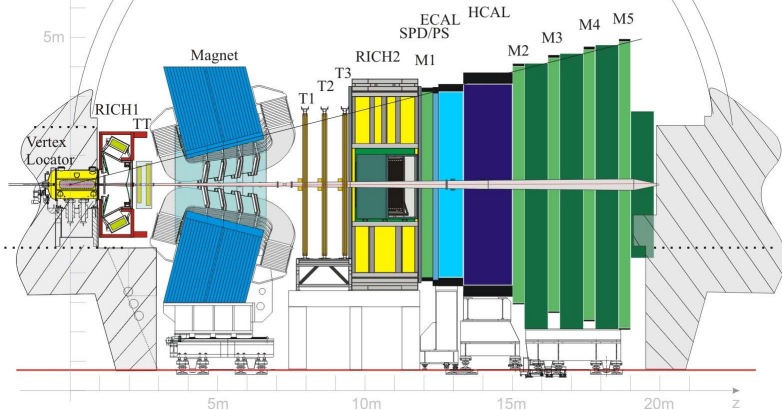 5m
Vertex
Locator
RICH1
TT
Magnet
T1
T2
T3
RICH2
M1
SPD/PS
ECAL
HCAL
M2
M3
M4
M5
5m
10m
15m
20m
z